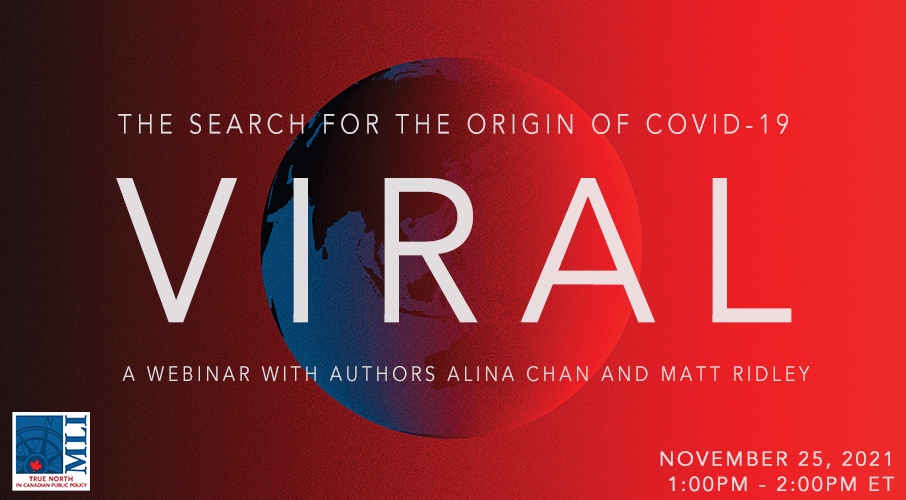 THE SEARCH FOR THE ORIGIN OF COVID-19
VIRAL
A WEBINAR WITH AUTHORS ALINA CHAN AND MATT RIDLEY
MLI
TRUE NORTH
IN CANADIAN PUBLIC POLICY
NOVEMBER 25, 2021
1:00PM - 2:00PM ET